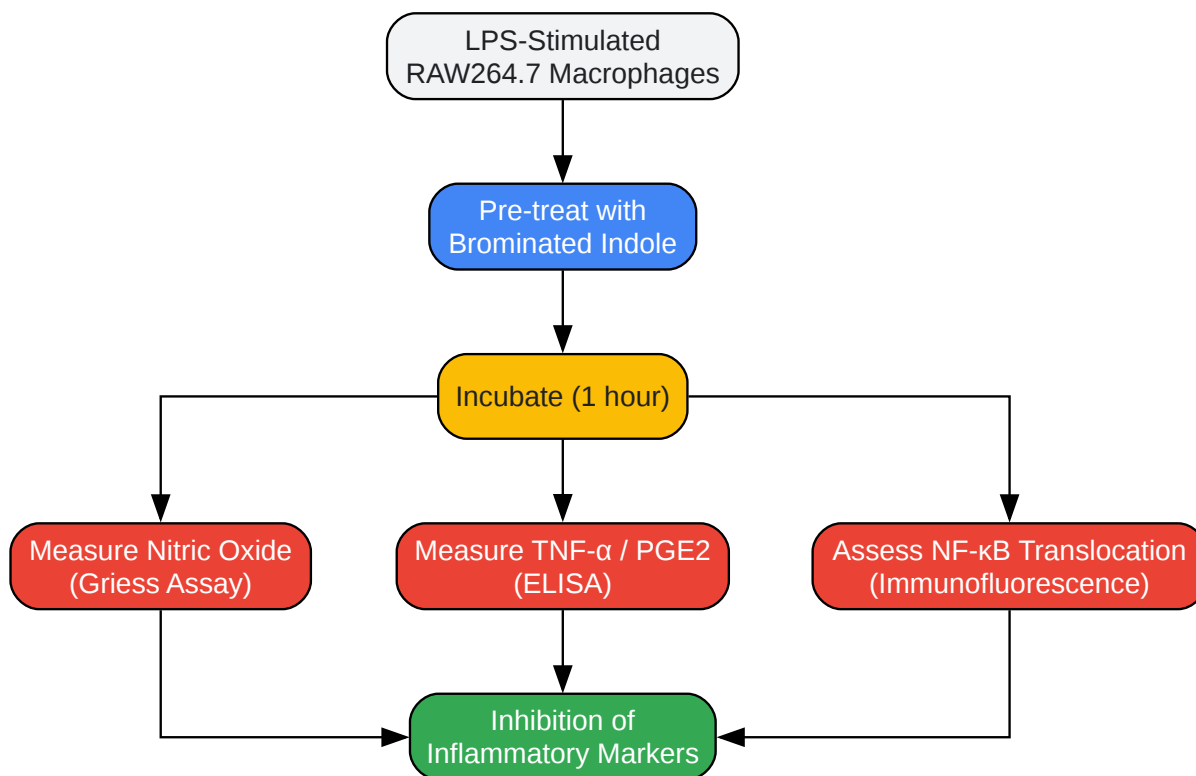 LPS-Stimulated
RAW264.7 Macrophages
Pre-treat with
Brominated Indole
Incubate (1 hour)
Measure Nitric Oxide
(Griess Assay)
Measure TNF-α / PGE2
(ELISA)
Assess NF-κB Translocation
(Immunofluorescence)
Inhibition of
Inflammatory Markers